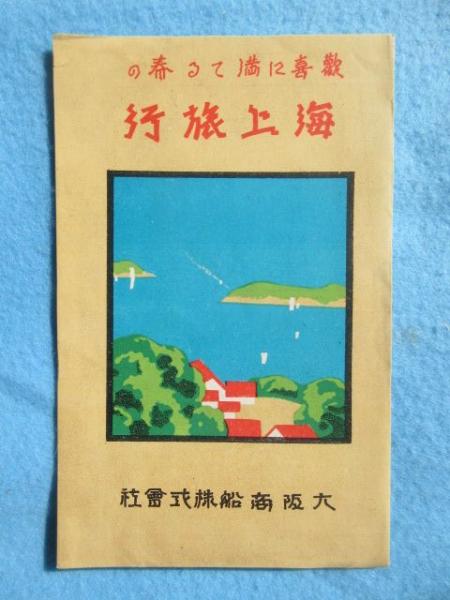 歡喜に満てる春の
海上旅行
大阪商船株式會社